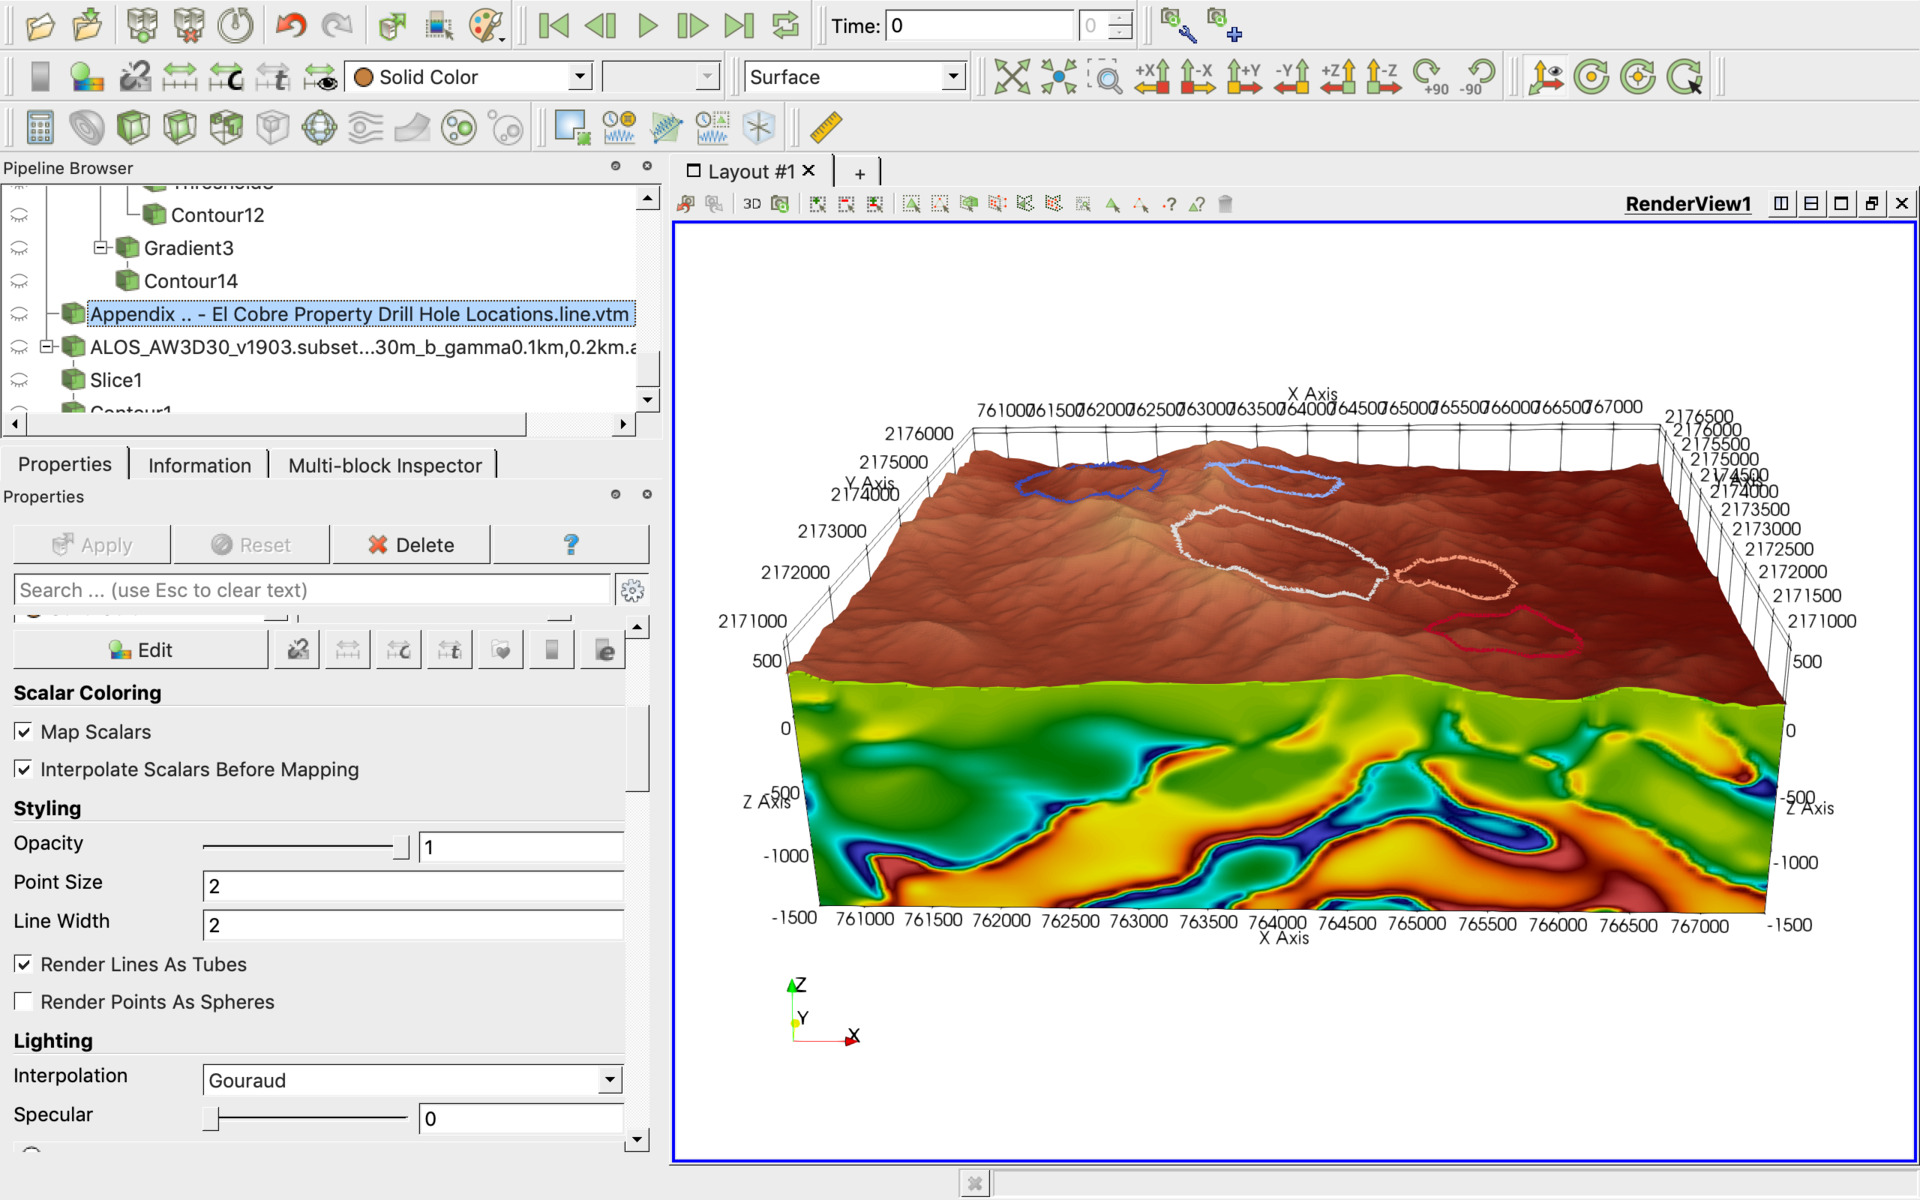 Time: 0 0
Solid Color Surface
+X -X +Y -Y +Z -Z +90 -90
Pipeline Browser
Layout #1
+
3D
RenderView1
Contour12
Gradient3
Contour14
Appendix .. - El Cobre Property Drill Hole Locations.line.vtm
ALOS_AW3D30_v1903.subset...30m_b_gamma0.1km,0.2km.
Slice1
Contour1
Properties Information Multi-block Inspector
Properties
Apply Reset Delete ?
Search ... (use Esc to clear text)
Edit
Scalar Coloring
Map Scalars
Interpolate Scalars Before Mapping
Styling
Opacity 1
Point Size 2
Line Width 2
Render Lines As Tubes
Render Points As Spheres
Lighting
Interpolation Gouraud
Specular 0
X Axis
761000 761500 762000 762500 763000 763500 764000 764500 765000 765500 766000 766500 767000
2176000
2175000
Y Axis
2174000
2173000
2172000
2171000
2176500
2176000
2175500
2175000
2174500
Y Axis
2174000
2173500
2173000
2172500
2172000
2171500
2171000
500
0
-500
Z Axis
-1000
-1500
500
0
-500
Z Axis
-1000
-1500
761000 761500 762000 762500 763000 763500 764000 764500 765000 765500 766000 766500 767000
X Axis
Z
Y
X